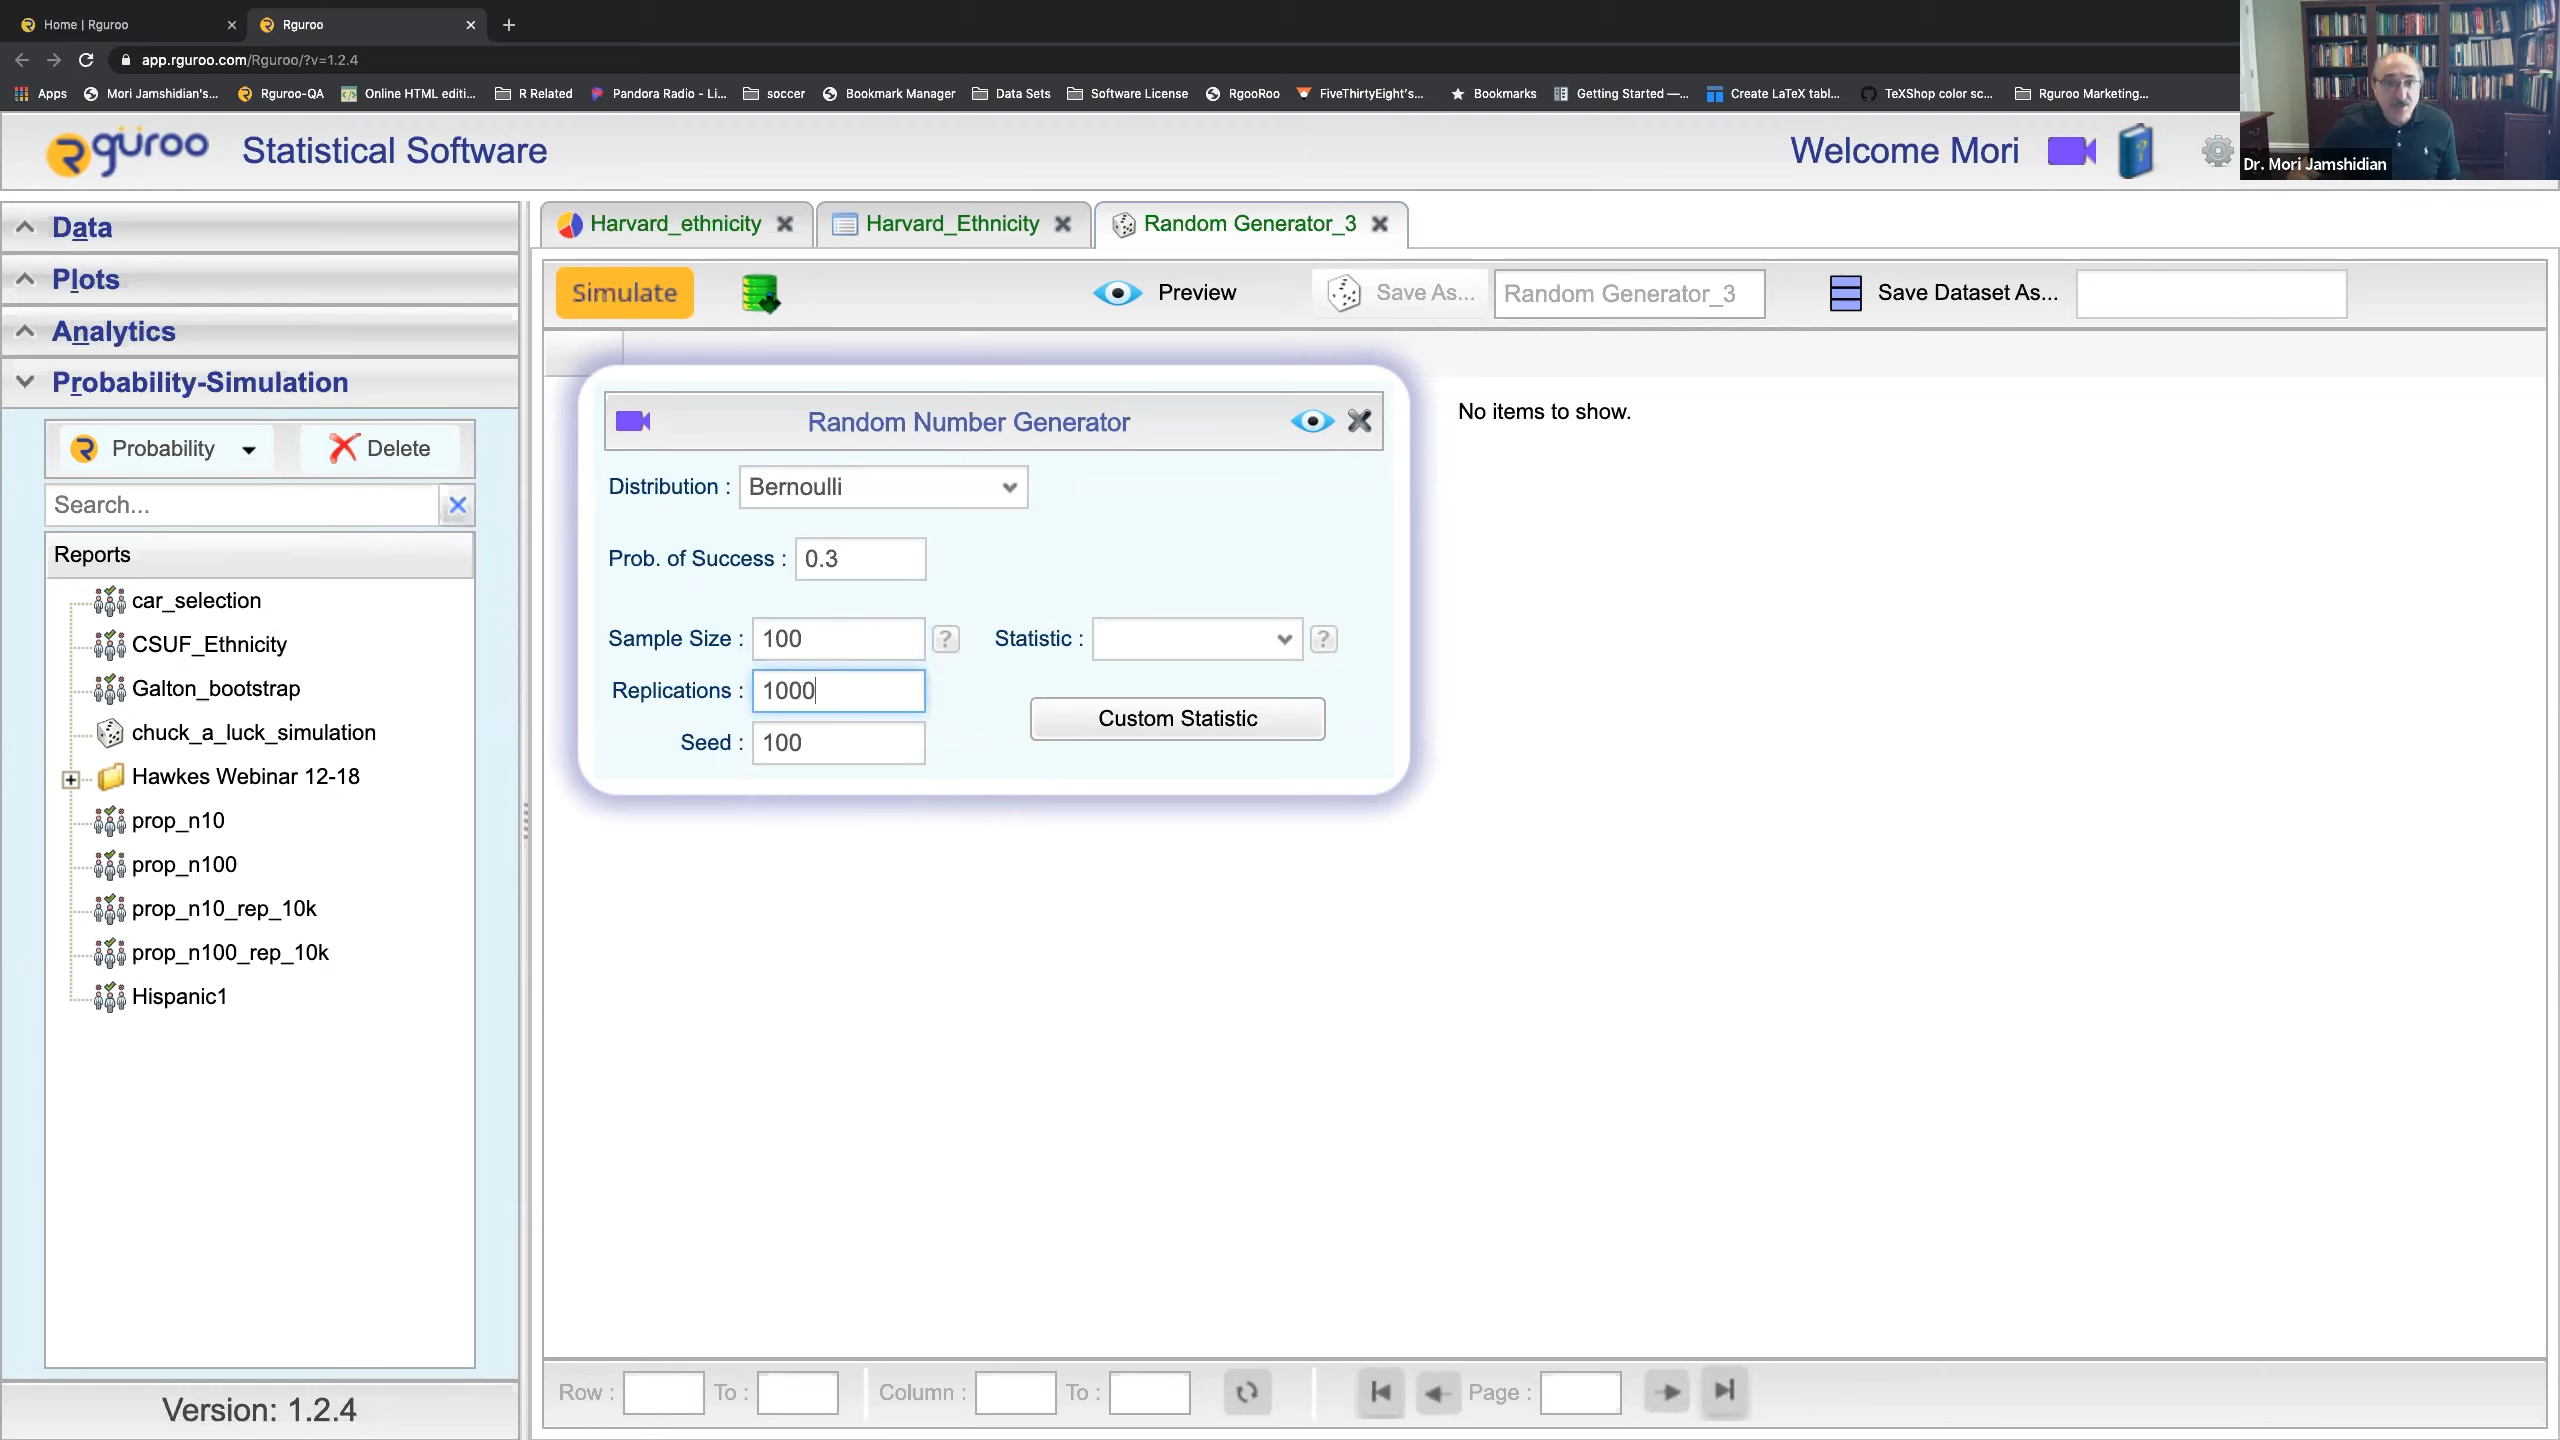 Home | Rguroo
Rguroo
app.rguroo.com/Rguroo/?v=1.2.4
Apps Mori Jamshidian's... Rguroo-QA Online HTML editi... R Related Pandora Radio - Li... soccer Bookmark Manager Data Sets Software License RgooRoo FiveThirtyEight's... Bookmarks Getting Started —... Create LaTeX tabl... TeXShop color sc... Rguroo Marketing...
Rguroo Statistical Software
Welcome Mori
Dr. Mori Jamshidian
Data
Plots
Analytics
Probability-Simulation
Probability Delete
Search...
Reports
car_selection
CSUF_Ethnicity
Galton_bootstrap
chuck_a_luck_simulation
Hawkes Webinar 12-18
prop_n10
prop_n100
prop_n10_rep_10k
prop_n100_rep_10k
Hispanic1
Version: 1.2.4
Harvard_ethnicity Harvard_Ethnicity Random Generator_3
Simulate Preview Save As... Random Generator_3 Save Dataset As...
Random Number Generator
Distribution : Bernoulli
Prob. of Success : 0.3
Sample Size : 100 ? Statistic : ?
Replications : 1000
Custom Statistic
Seed : 100
No items to show.
Row : To : Column : To : Page :